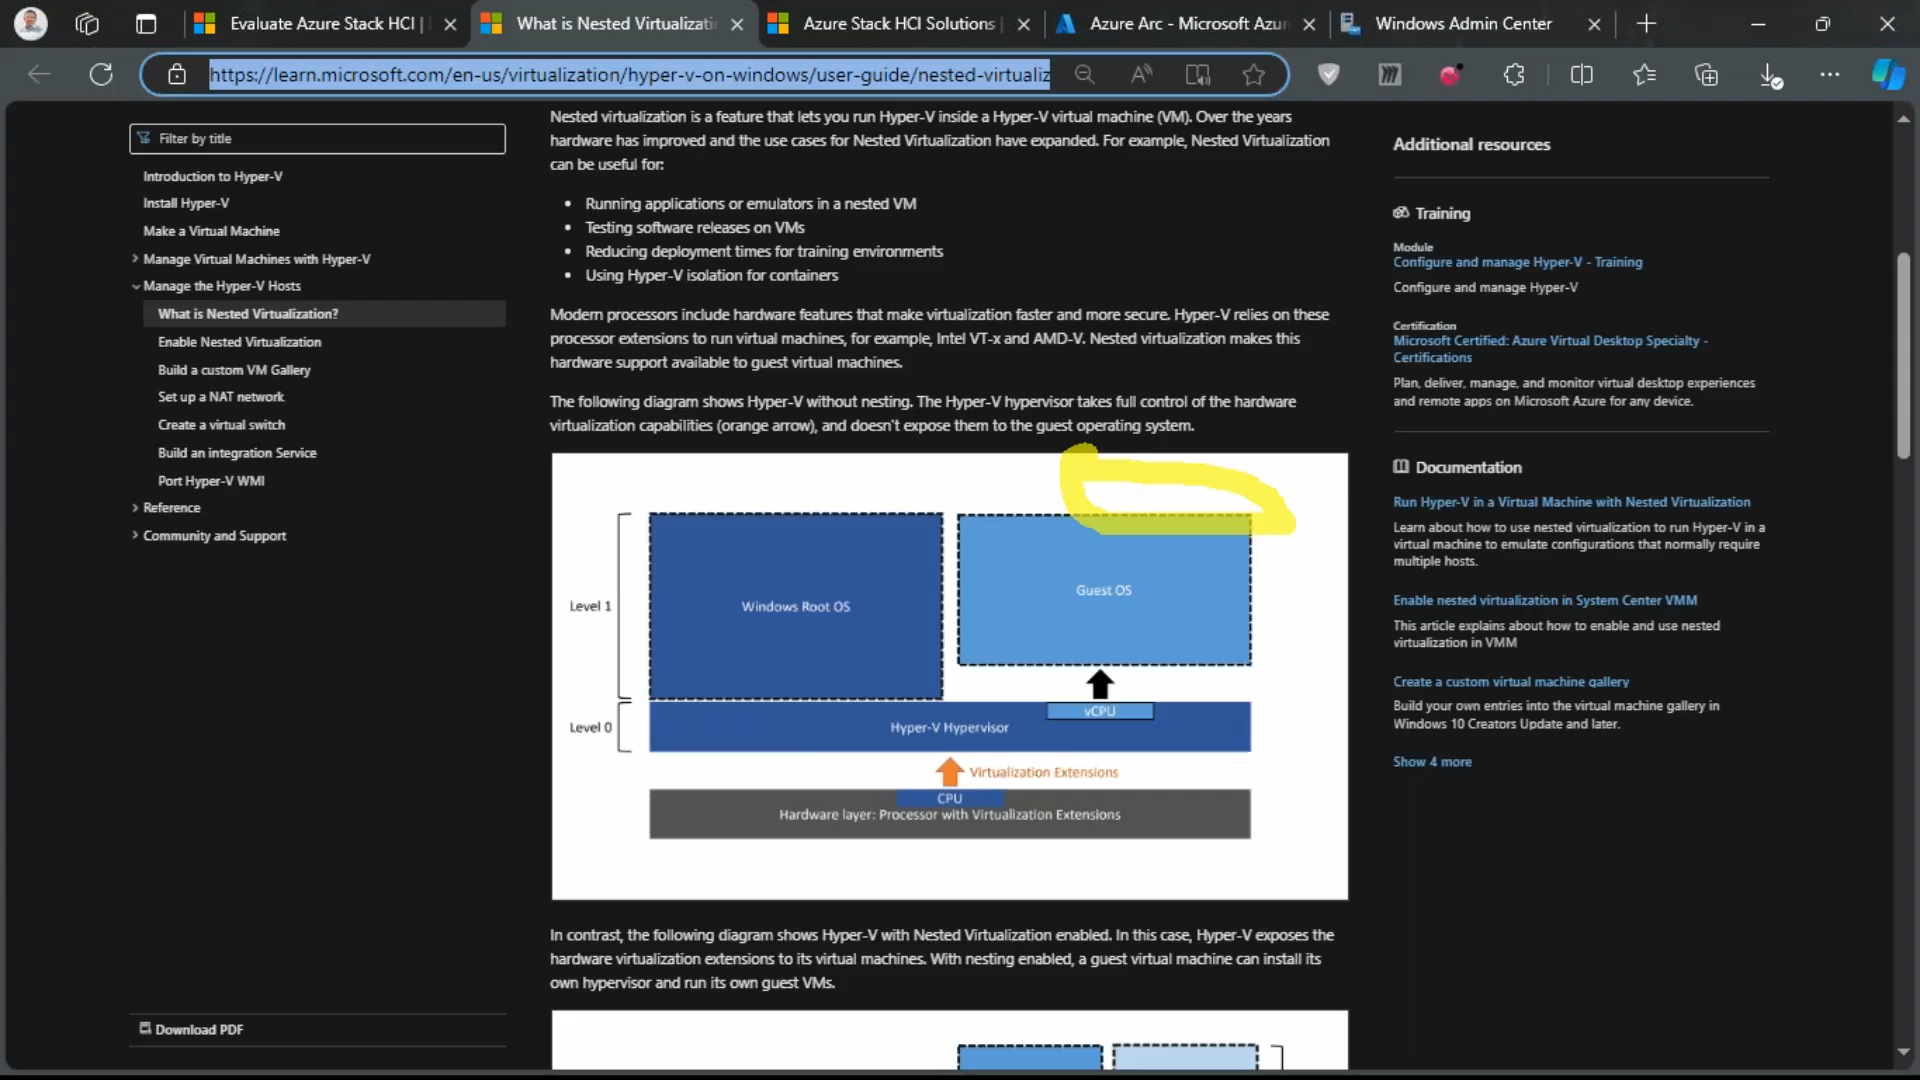 Evaluate Azure Stack HCI |
What is Nested Virtualizati
Azure Stack HCI Solutions |
Azure Arc - Microsoft Azur
Windows Admin Center
https://learn.microsoft.com/en-us/virtualization/hyper-v-on-windows/user-guide/nested-virtualiz
Filter by title
Introduction to Hyper-V
Install Hyper-V
Make a Virtual Machine
Manage Virtual Machines with Hyper-V
Manage the Hyper-V Hosts
What is Nested Virtualization?
Enable Nested Virtualization
Build a custom VM Gallery
Set up a NAT network
Create a virtual switch
Build an integration Service
Port Hyper-V WMI
Reference
Community and Support
Download PDF
Nested virtualization is a feature that lets you run Hyper-V inside a Hyper-V virtual machine (VM). Over the years
hardware has improved and the use cases for Nested Virtualization have expanded. For example, Nested Virtualization
can be useful for:
• Running applications or emulators in a nested VM
• Testing software releases on VMs
• Reducing deployment times for training environments
• Using Hyper-V isolation for containers
Modern processors include hardware features that make virtualization faster and more secure. Hyper-V relies on these
processor extensions to run virtual machines, for example, Intel VT-x and AMD-V. Nested virtualization makes this
hardware support available to guest virtual machines.
The following diagram shows Hyper-V without nesting. The Hyper-V hypervisor takes full control of the hardware
virtualization capabilities (orange arrow), and doesn't expose them to the guest operating system.
Level 1
Windows Root OS
Guest OS
vCPU
Level 0
Hyper-V Hypervisor
Virtualization Extensions
CPU
Hardware layer: Processor with Virtualization Extensions
In contrast, the following diagram shows Hyper-V with Nested Virtualization enabled. In this case, Hyper-V exposes the
hardware virtualization extensions to its virtual machines. With nesting enabled, a guest virtual machine can install its
own hypervisor and run its own guest VMs.
Additional resources
Training
Module
Configure and manage Hyper-V - Training
Configure and manage Hyper-V
Certification
Microsoft Certified: Azure Virtual Desktop Specialty -
Certifications
Plan, deliver, manage, and monitor virtual desktop experiences
and remote apps on Microsoft Azure for any device.
Documentation
Run Hyper-V in a Virtual Machine with Nested Virtualization
Learn about how to use nested virtualization to run Hyper-V in a
virtual machine to emulate configurations that normally require
multiple hosts.
Enable nested virtualization in System Center VMM
This article explains about how to enable and use nested
virtualization in VMM
Create a custom virtual machine gallery
Build your own entries into the virtual machine gallery in
Windows 10 Creators Update and later.
Show 4 more